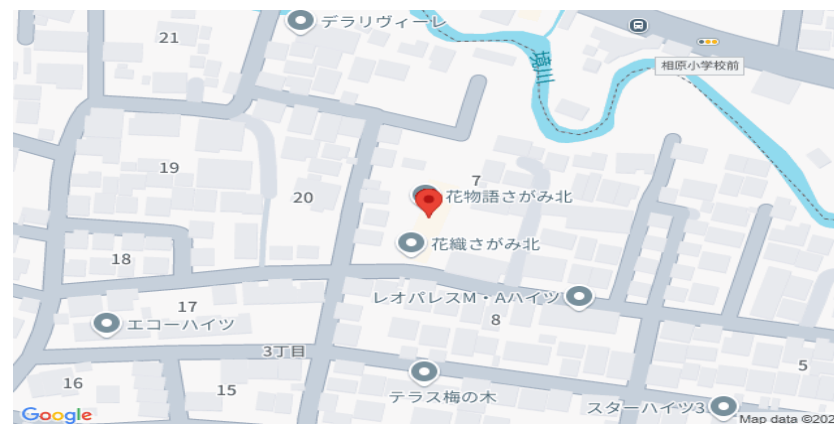 デラリヴィーレ
21
境川
相原小学校前
19
7
20
花物語さがみ北
花織さがみ北
18
レオパレスM・Aハイツ
17
エコーハイツ
8
3丁目
5
16
15
テラス梅の木
スターハイツ3
Google
Map data ©202